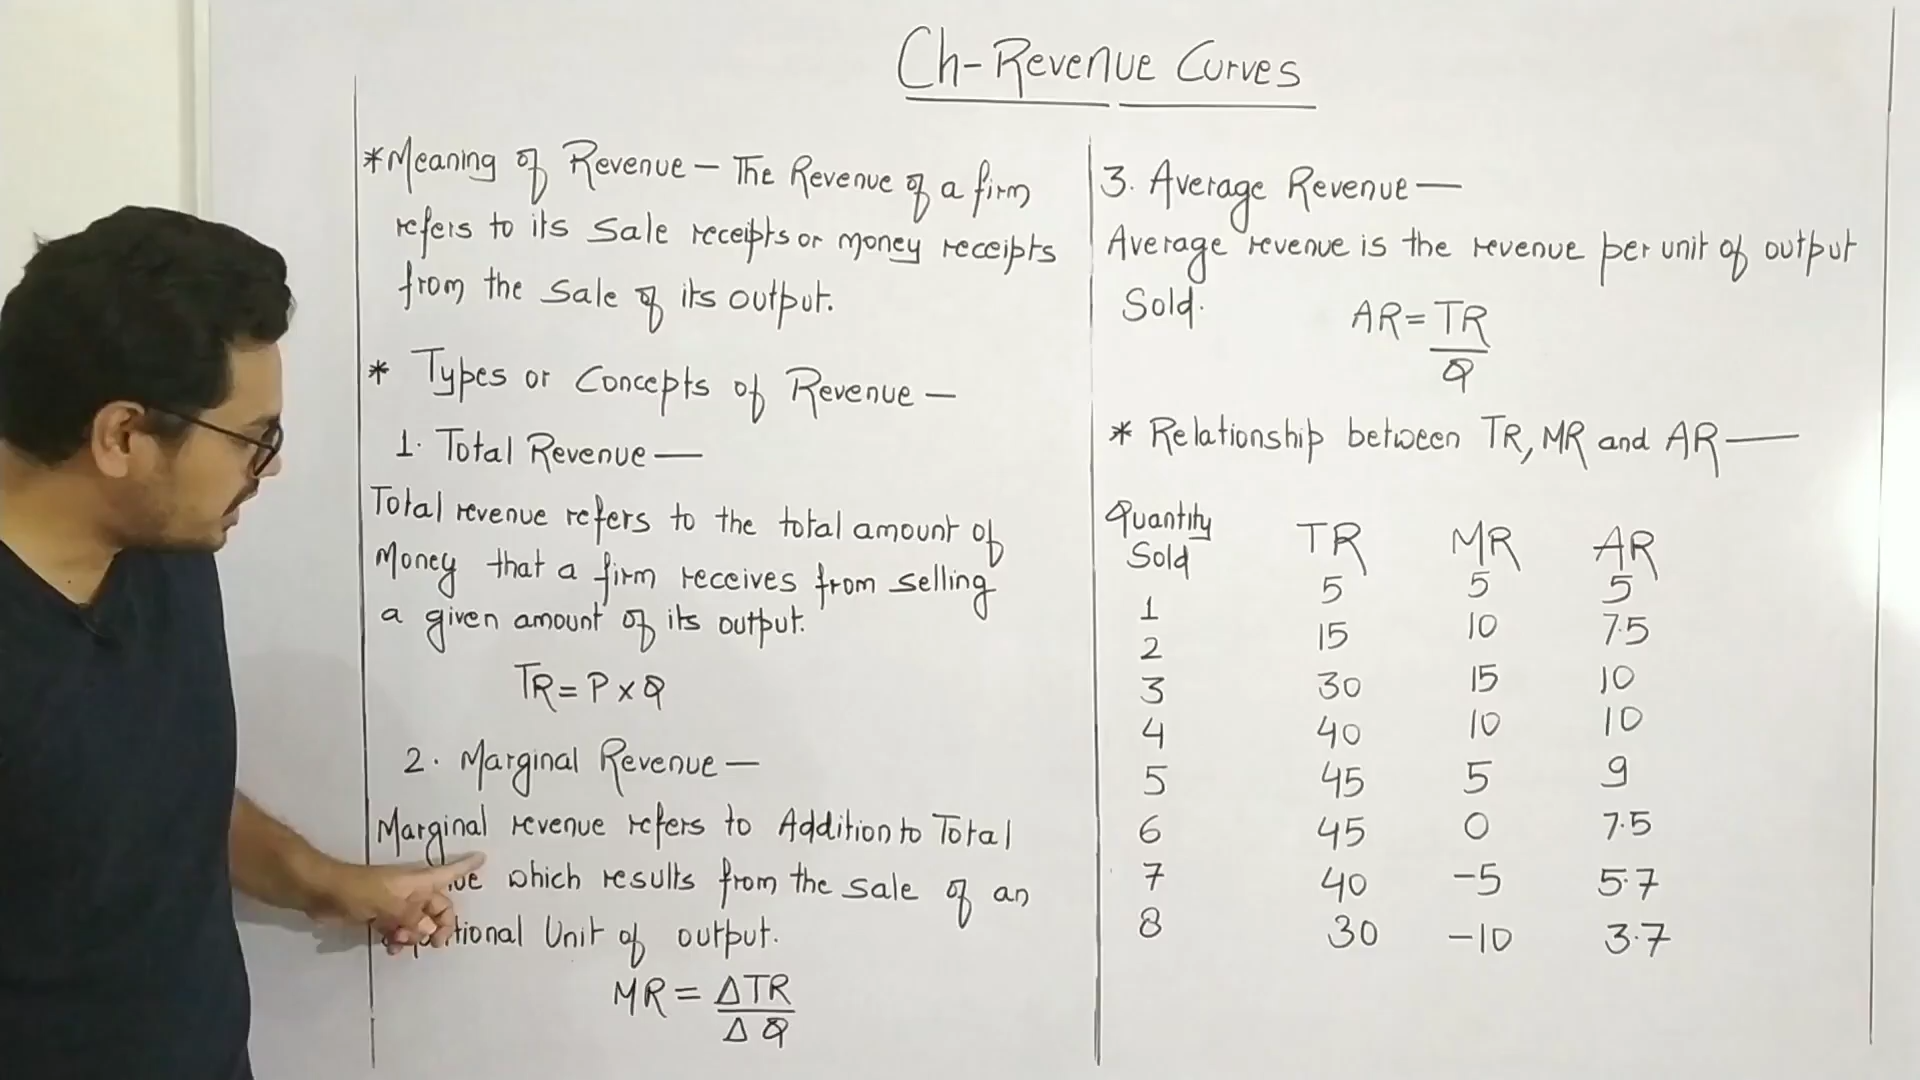 Ch-Revenue Curves
*Meaning of Revenue – The Revenue of a firm
refers to its Sale receipts or money receipts
from the Sale of its output.
* Types or Concepts of Revenue –
1. Total Revenue —
Total revenue refers to the total amount of
Money that a firm receives from selling
a given amount of its output.
TR = P x Q
2. Marginal Revenue —
Marginal revenue refers to Addition to Total
which results from the sale of an
Unit of output.
MR = ΔTR
ΔQ
3. Average Revenue —
Average revenue is the revenue per unit of output
Sold.
AR = TR
Q
* Relationship between TR, MR and AR —
Quantity
Sold TR MR AR
1 5 5 5
2 15 10 7.5
3 30 15 10
4 40 10 10
5 45 5 9
6 45 0 7.5
7 40 -5 5.7
8 30 -10 3.7